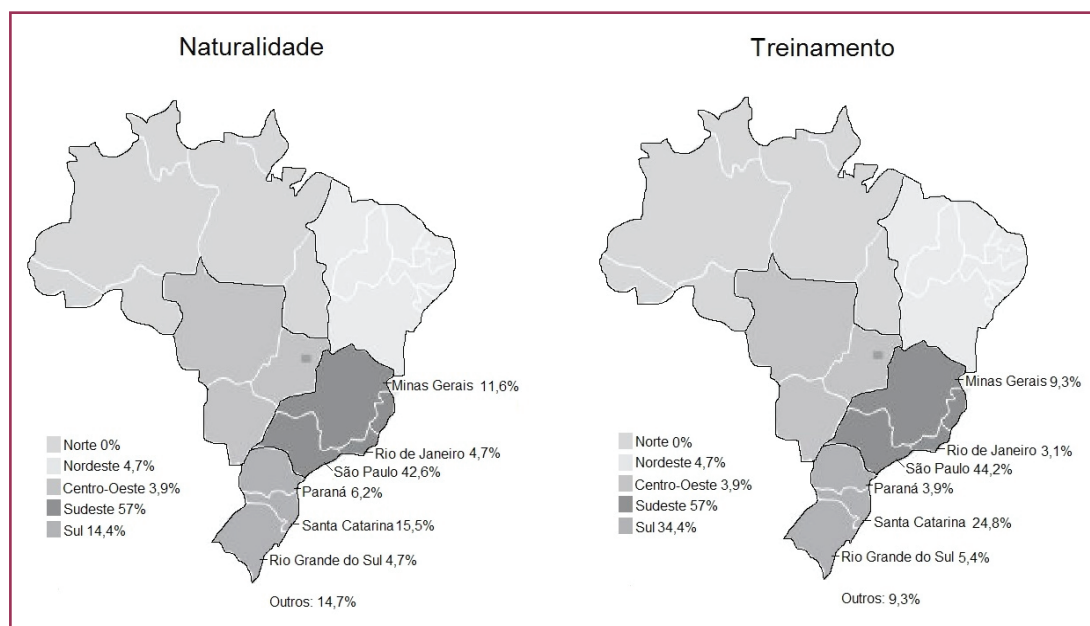 Naturalidade
Minas Gerais 11,6%
Rio de Janeiro 4,7%
São Paulo 42,6%
Paraná 6,2%
Santa Catarina 15,5%
Rio Grande do Sul 4,7%
Norte 0%
Nordeste 4,7%
Centro-Oeste 3,9%
Sudeste 57%
Sul 14,4%
Outros: 14,7%
Treinamento
Minas Gerais 9,3%
Rio de Janeiro 3,1%
São Paulo 44,2%
Paraná 3,9%
Santa Catarina 24,8%
Rio Grande do Sul 5,4%
Norte 0%
Nordeste 4,7%
Centro-Oeste 3,9%
Sudeste 57%
Sul 34,4%
Outros: 9,3%